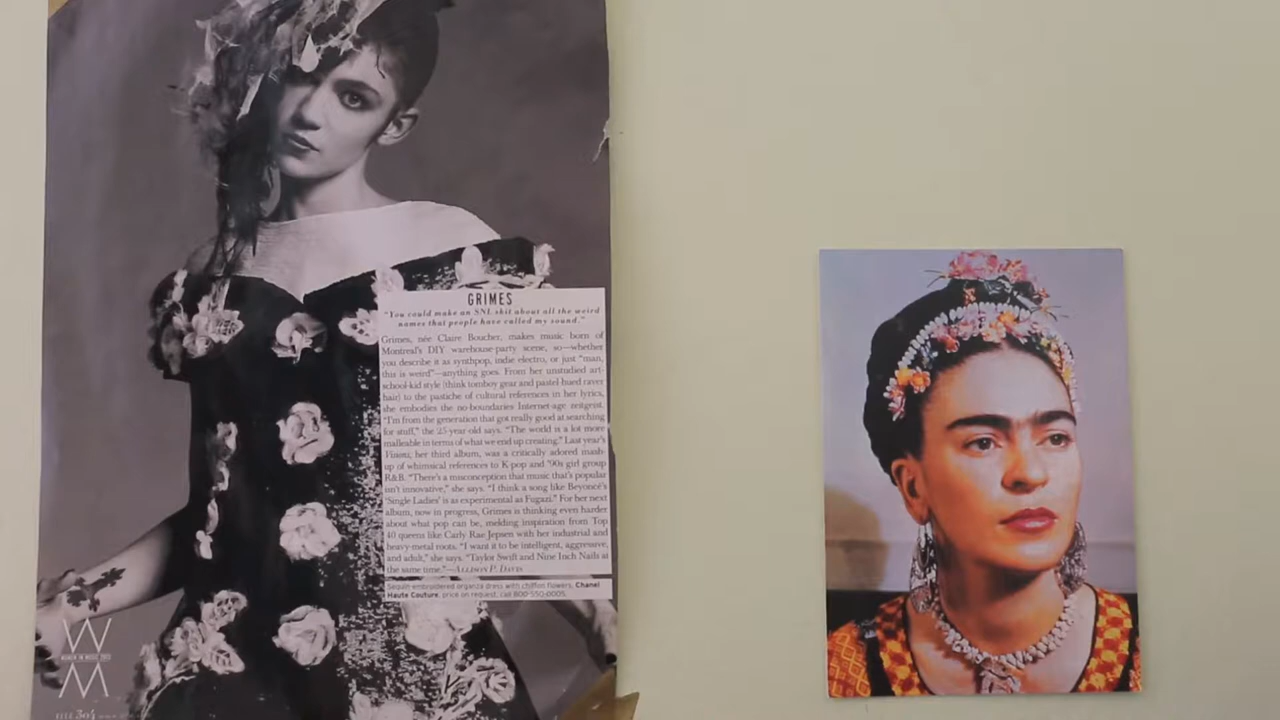 GRIMES
"You could make an SNL skit about all the weird
names that people have called my sound."
Grimes, née Claire Boucher, makes music born of
Montreal's DIY warehouse-party scene, so—whether
you describe it as synthpop, indie electro, or just "man,
this is weird"—anything goes. From her unstudied art-
school-kid style (think tomboy gear and pastel-hued raver
hair) to the pastiche of cultural references in her lyrics,
she embodies the no-boundaries Internet-age zeitgeist.
"I'm from the generation that got really good at searching
for stuff," the 25-year-old says. "The world is a lot more
malleable in terms of what we end up creating." Last year's
Visions, her third album, was a critically adored mash-
up of whimsical references to K-pop and '90s girl group
R&B. "There's a misconception that music that's popular
isn't innovative," she says. "I think a song like Beyoncé's
'Single Ladies' is as experimental as Fugazi." For her next
album, now in progress, Grimes is thinking even harder
about what pop can be, melding inspiration from Top
40 queens like Carly Rae Jepsen with her industrial and
heavy-metal roots. "I want it to be intelligent, aggressive,
and adult," she says. "Taylor Swift and Nine Inch Nails at
the same time."—ALLISON P. DAVIS
Sequin-embroidered organza dress with chiffon flowers, Chanel
Haute Couture, price on request, call 800-550-0005.
W
WOMEN IN MUSIC 2013
M
ELLE 304